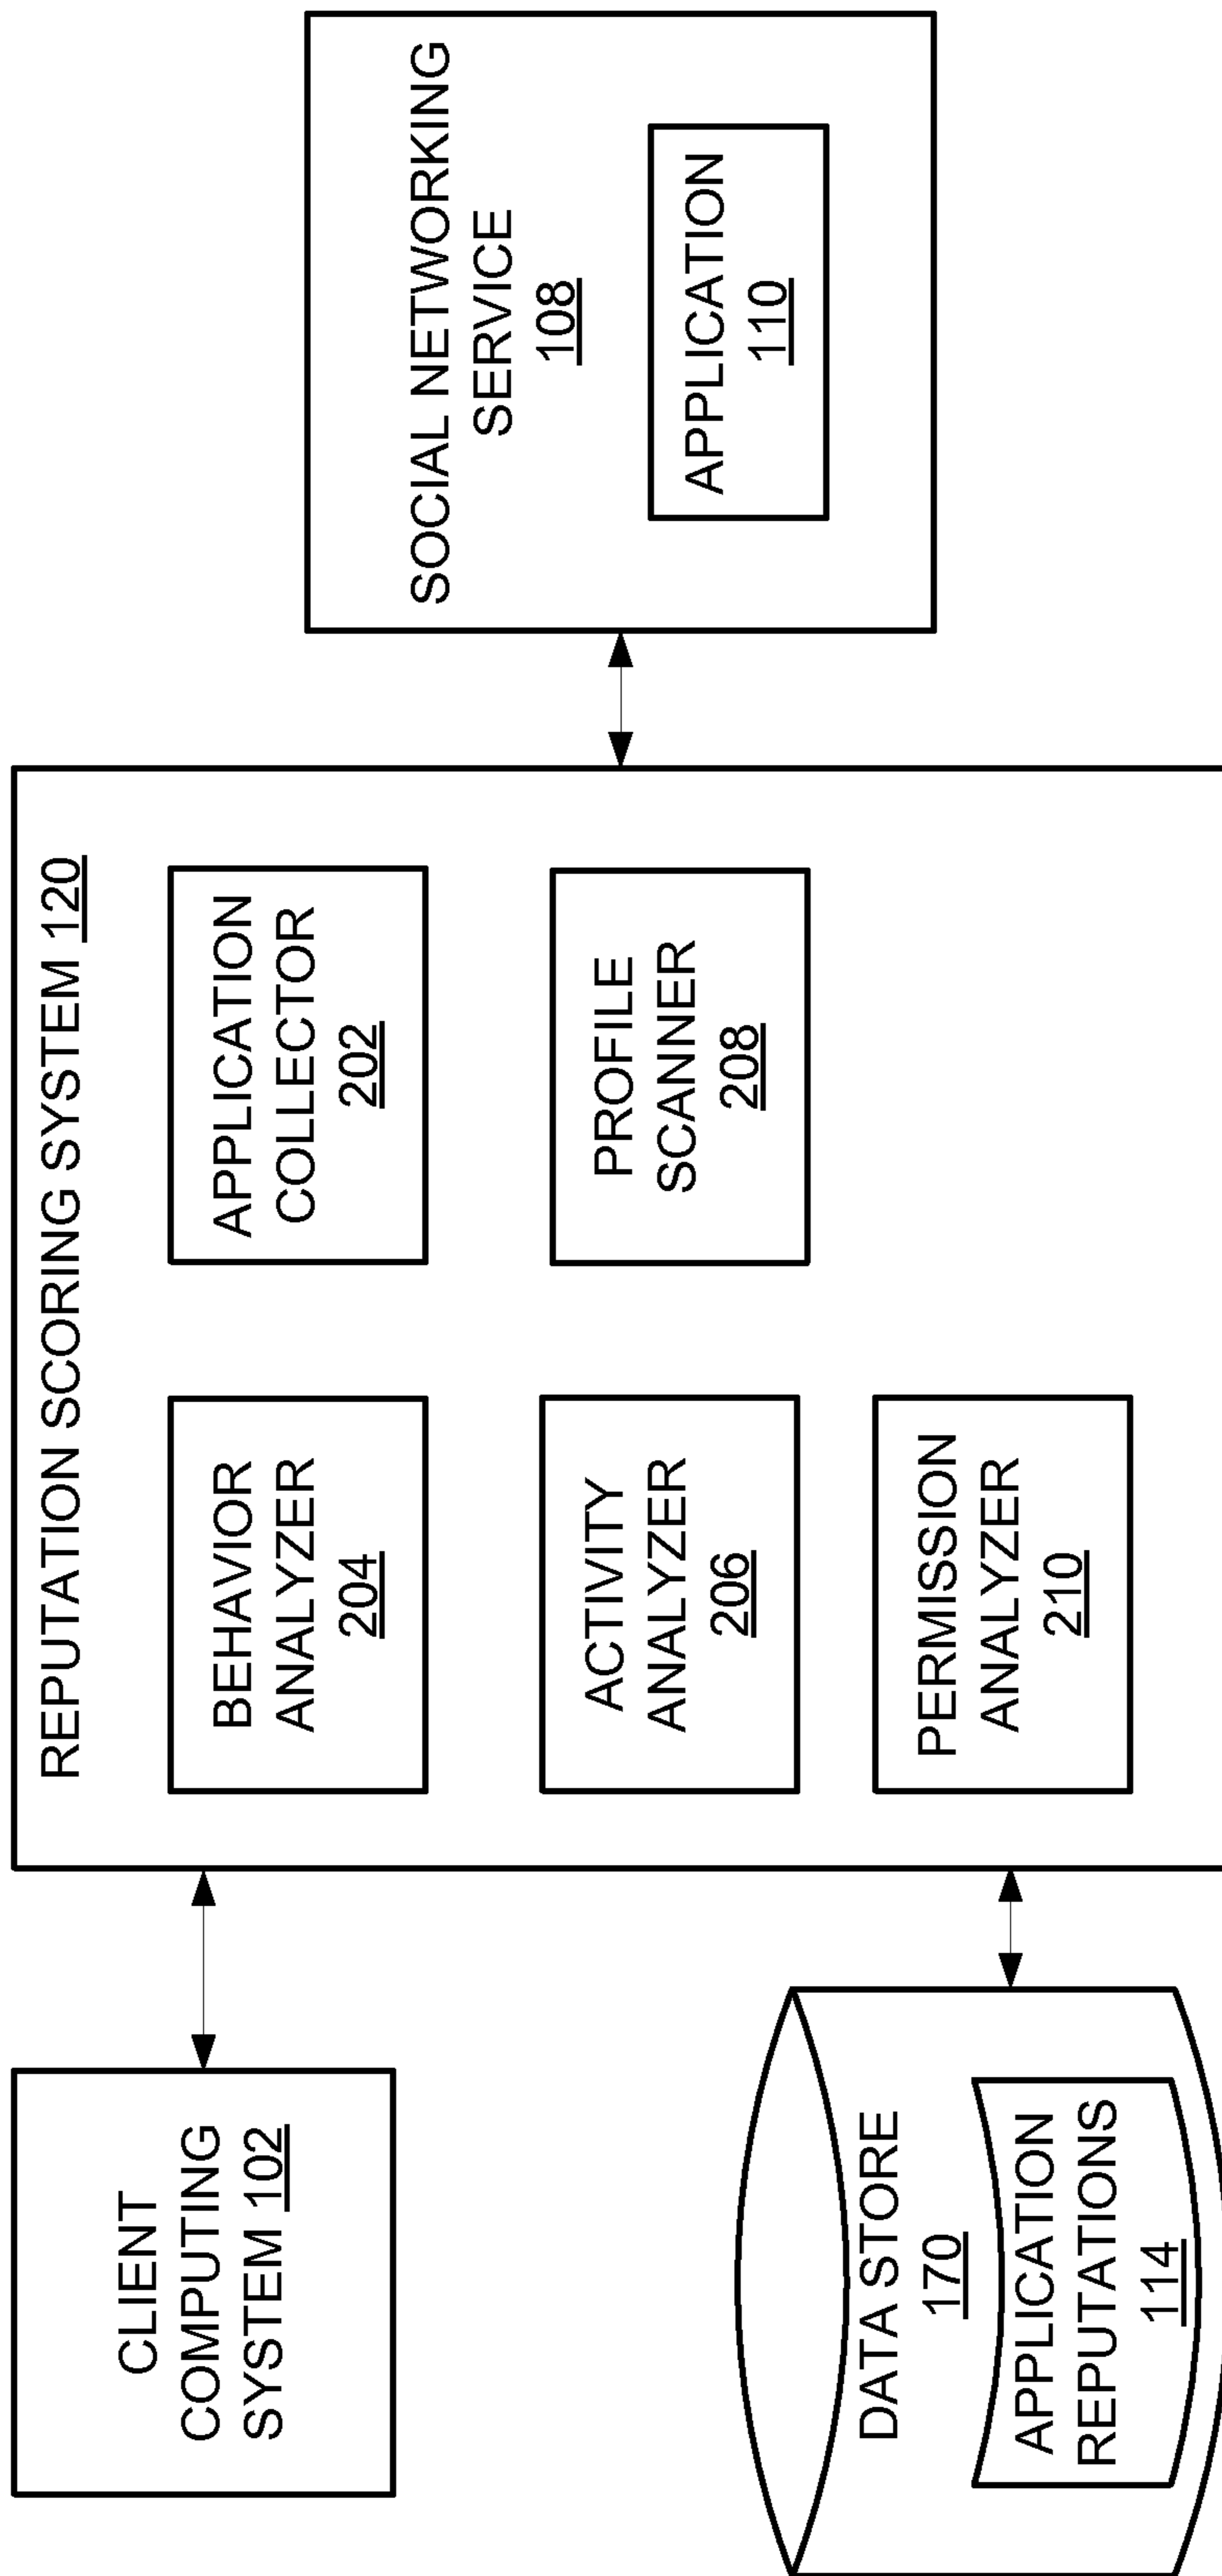 CLIENT
COMPUTING
SYSTEM 102
DATA STORE
170
APPLICATION
REPUTATIONS
114
REPUTATION SCORING SYSTEM 120
BEHAVIOR
ANALYZER
204
APPLICATION
COLLECTOR
202
ACTIVITY
ANALYZER
206
PROFILE
SCANNER
208
PERMISSION
ANALYZER
210
SOCIAL NETWORKING
SERVICE
108
APPLICATION
110